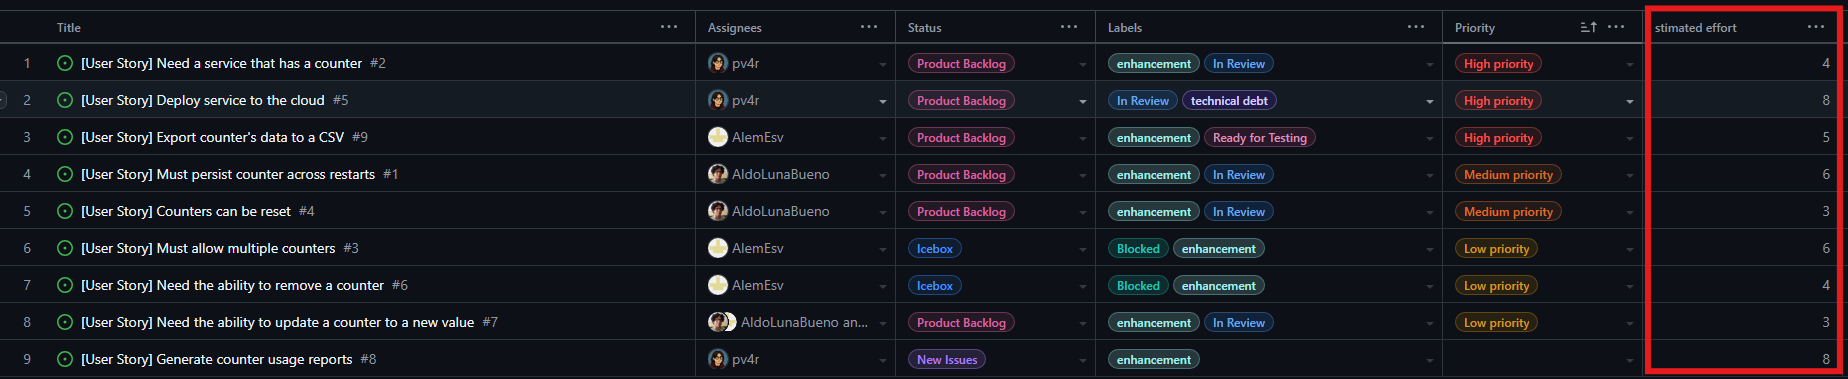 Title ... Assignees ... Status ... Labels ... Priority ... stimated effort ...
1 [User Story] Need a service that has a counter #2 pv4r Product Backlog enhancement In Review High priority 4
2 [User Story] Deploy service to the cloud #5 pv4r Product Backlog In Review technical debt High priority 8
3 [User Story] Export counter's data to a CSV #9 AlemEsv Product Backlog enhancement Ready for Testing High priority 5
4 [User Story] Must persist counter across restarts #1 AldoLunaBueno Product Backlog enhancement In Review Medium priority 6
5 [User Story] Counters can be reset #4 AldoLunaBueno Product Backlog enhancement In Review Medium priority 3
6 [User Story] Must allow multiple counters #3 AlemEsv Icebox Blocked enhancement Low priority 6
7 [User Story] Need the ability to remove a counter #6 AlemEsv Icebox Blocked enhancement Low priority 4
8 [User Story] Need the ability to update a counter to a new value #7 AldoLunaBueno an... Product Backlog enhancement In Review Low priority 3
9 [User Story] Generate counter usage reports #8 pv4r New Issues enhancement 8